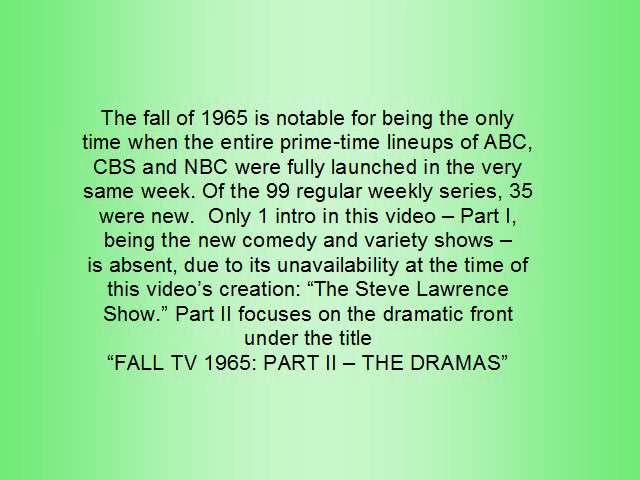 The fall of 1965 is notable for being the only
time when the entire prime-time lineups of ABC,
CBS and NBC were fully launched in the very
same week. Of the 99 regular weekly series, 35
were new.  Only 1 intro in this video – Part I,
being the new comedy and variety shows –
is absent, due to its unavailability at the time of
this video’s creation: “The Steve Lawrence
Show.” Part II focuses on the dramatic front
under the title
“FALL TV 1965: PART II – THE DRAMAS”